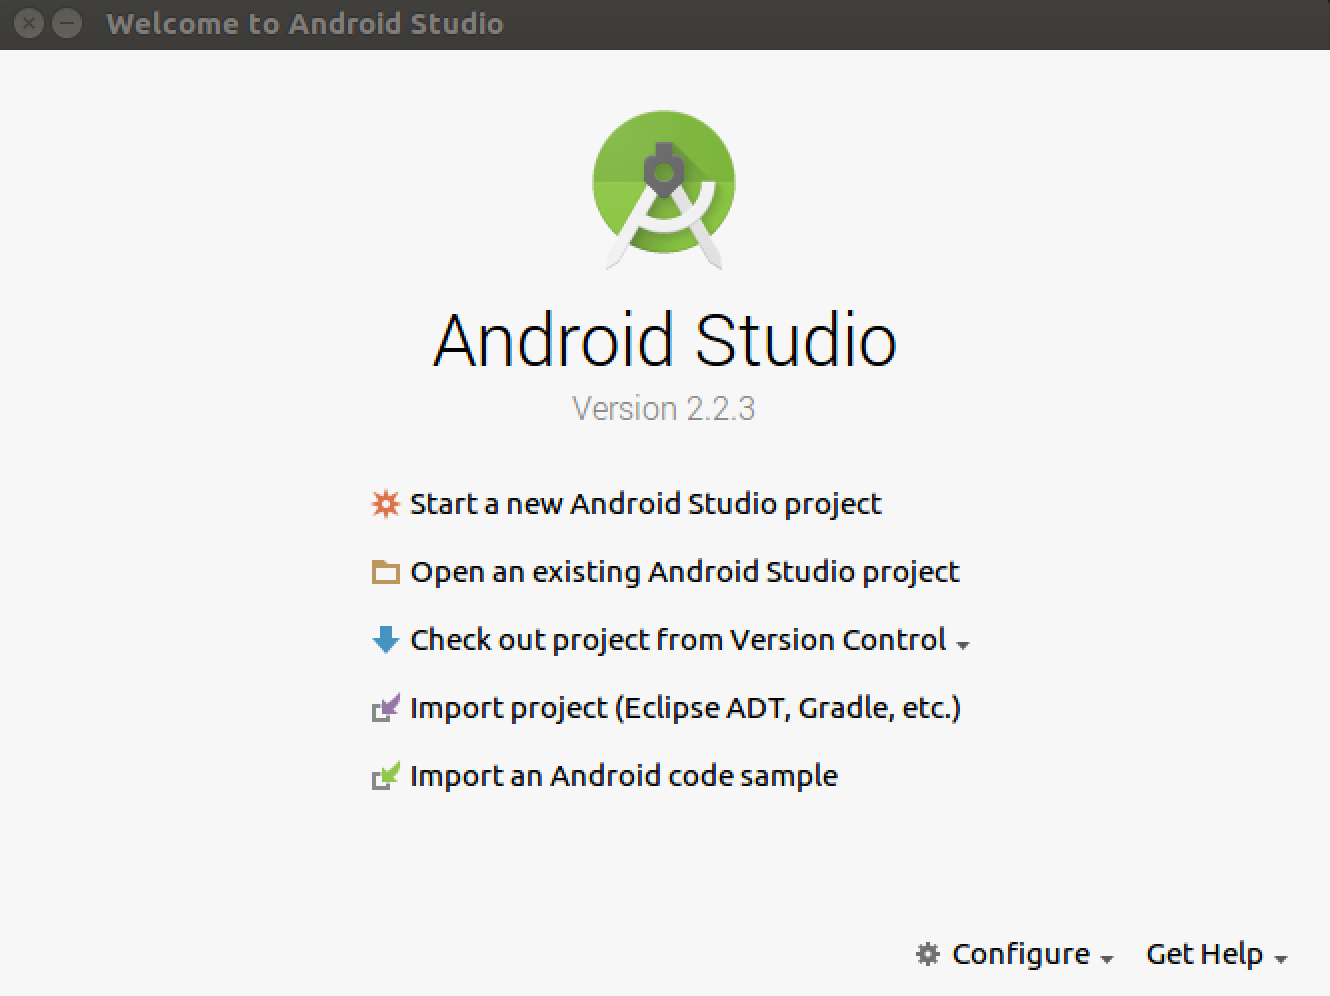 Welcome to Android Studio
Android Studio
Version 2.2.3
Start a new Android Studio project
Open an existing Android Studio project
Check out project from Version Control
Import project (Eclipse ADT, Gradle, etc.)
Import an Android code sample
Configure Get Help